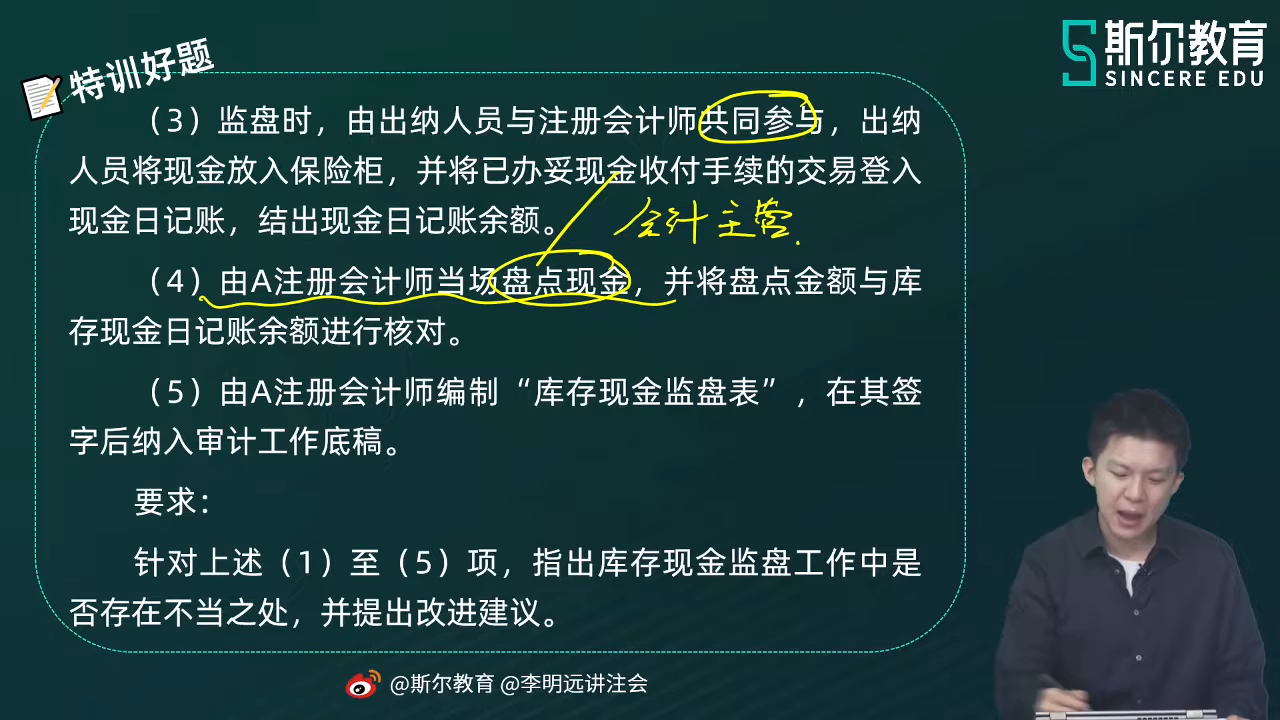 特训好题
斯尔教育
SINCERE EDU
（3）监盘时，由出纳人员与注册会计师共同参与，出纳
人员将现金放入保险柜，并将已办妥现金收付手续的交易登入
现金日记账，结出现金日记账余额。
会计主管.
（4）由A注册会计师当场盘点现金，并将盘点金额与库
存现金日记账余额进行核对。
（5）由A注册会计师编制“库存现金监盘表”，在其签
字后纳入审计工作底稿。
要求：
针对上述（1）至（5）项，指出库存现金监盘工作中是
否存在不当之处，并提出改进建议。
@斯尔教育 @李明远讲注会